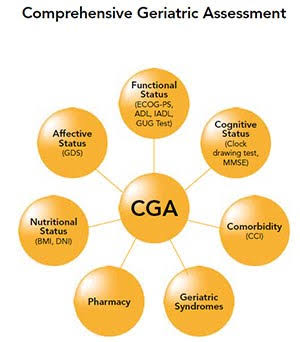 Comprehensive Geriatric Assessment
Functional
Status
(ECOG-PS,
ADL, IADL,
GUG Test)
Affective
Status
(GDS)
Cognitive
Status
(Clock
drawing test,
MMSE)
CGA
Nutritional
Status
(BMI, DNI)
Comorbidity
(CCI)
Pharmacy
Geriatric
Syndromes